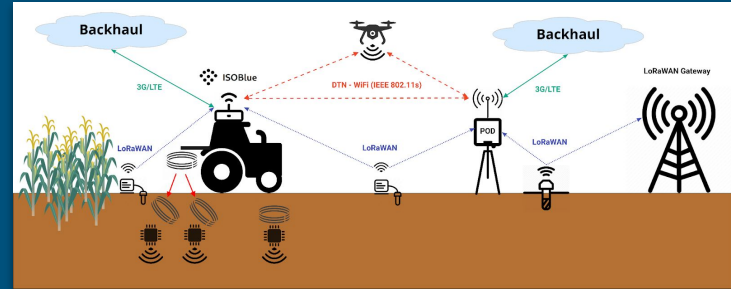 Backhaul
Backhaul
ISOBlue
LoRaWAN Gateway
3G/LTE
DTN - WiFi (IEEE 802.11s)
3G/LTE
POD
LoRaWAN
LoRaWAN
LoRaWAN